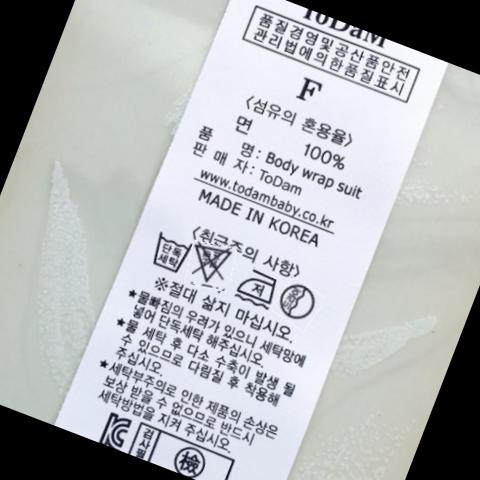 ToDaM
품질경영및공산품안전
관리법에의한품질표시
F
<섬유의 혼용율>
면 100%
품 명: Body wrap suit
판 매 자: ToDam
www.todambaby.co.kr
MADE IN KOREA
<취급주의 사항>
단독
세탁
저
※절대 삶지 마십시오.
★물빠짐의 우려가 있으니 세탁망에
넣어 단독세탁 해주십시오.
★물 세탁 후 다소 수축이 발생 될
수 있으므로 다림질 후 착용해
주십시오.
★세탁부주의로 인한 제품의 손상은
보상 받을 수 없으므로 반드시
세탁방법을 지켜 주십시오.
검사필
檢